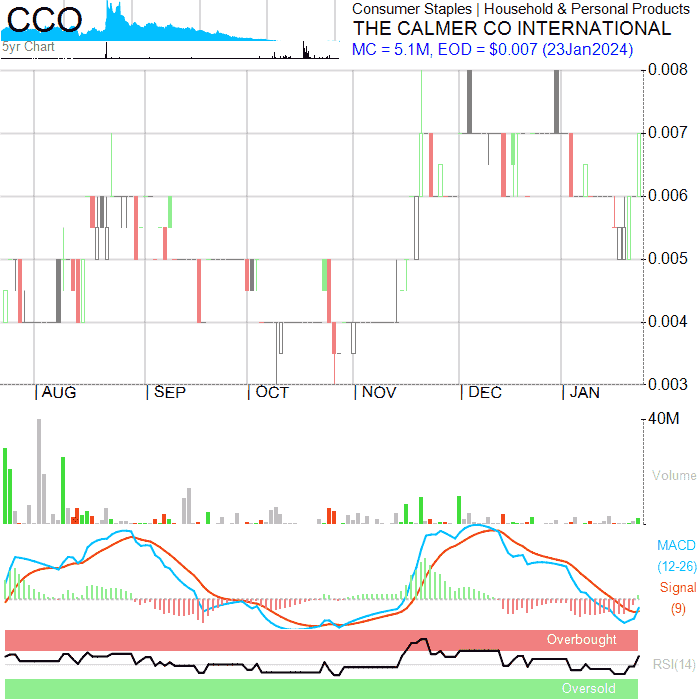 CCO
5yr Chart
Consumer Staples | Household & Personal Products
THE CALMER CO INTERNATIONAL
MC = 5.1M, EOD = $0.007 (23Jan2024)
0.008
0.007
0.006
0.005
0.004
0.003
| AUG | SEP | OCT | NOV | DEC | JAN
40M
Volume
MACD
(12-26)
Signal
(9)
Overbought
RSI(14)
Oversold